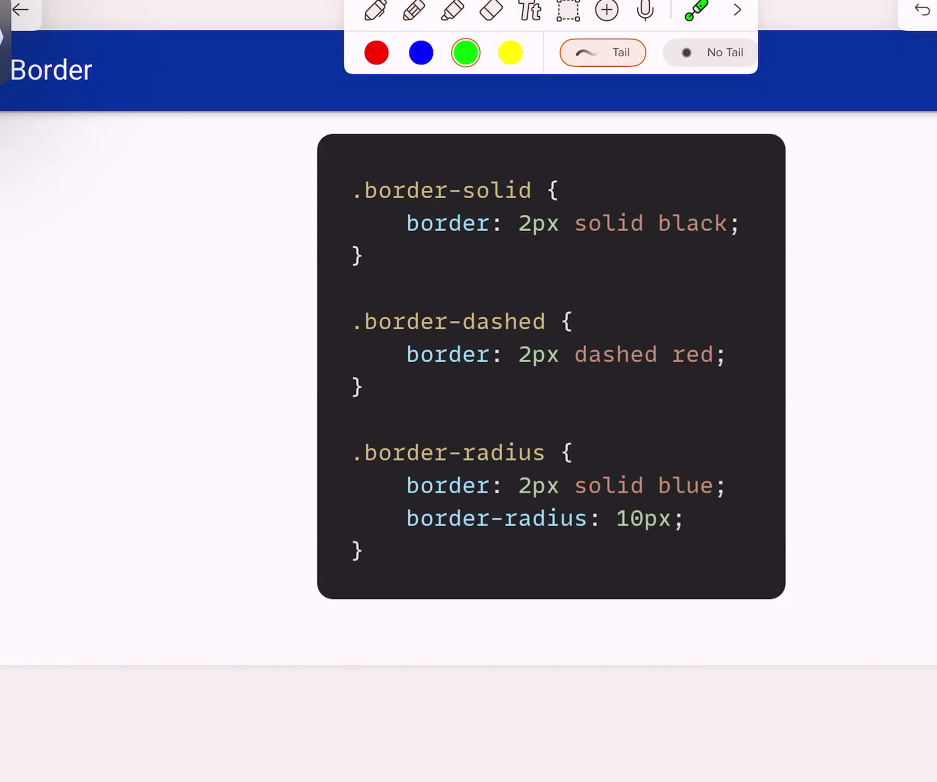 Tt
Tail
No Tail
Border
.border-solid {
    border: 2px solid black;
}
.border-dashed {
    border: 2px dashed red;
}
.border-radius {
    border: 2px solid blue;
    border-radius: 10px;
}